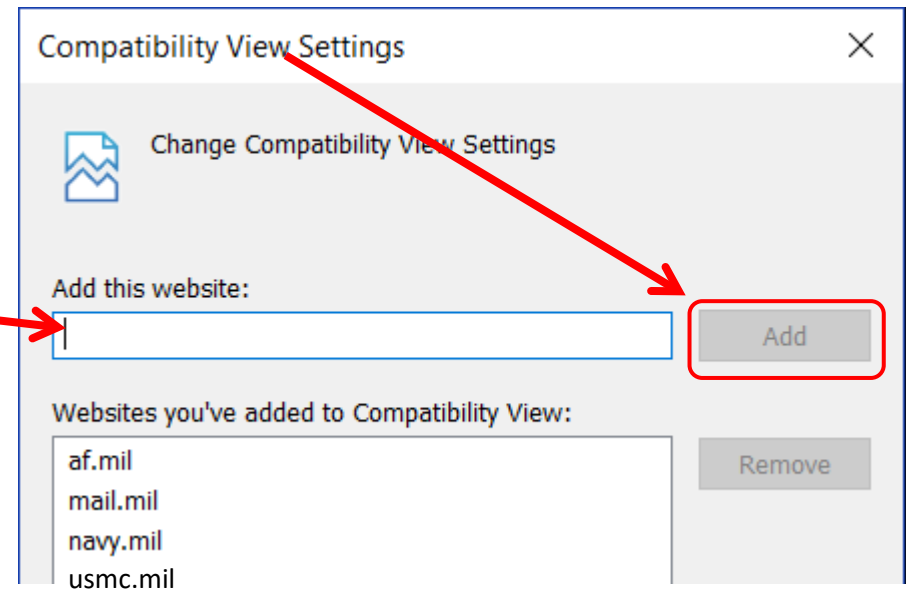 Compatibility View Settings
Change Compatibility View Settings
Add this website:
Add
Websites you've added to Compatibility View:
af.mil
Remove
mail.mil
navy.mil
usmc.mil